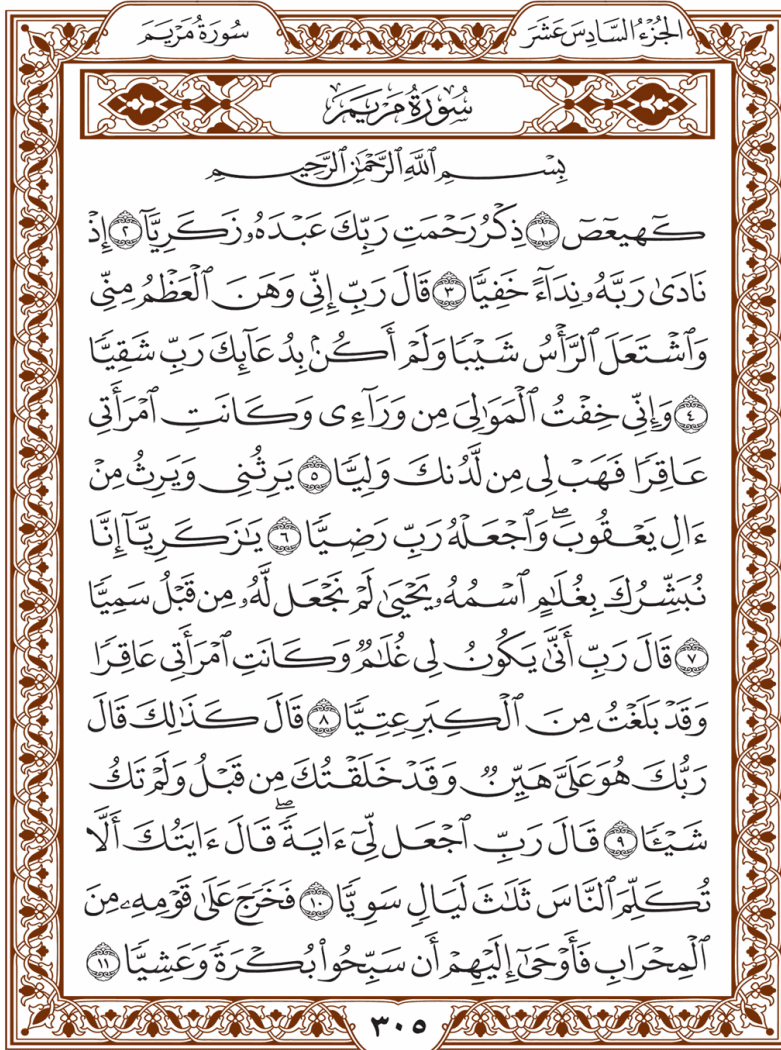 الجُزْءُ السَّادِسَ عَشَرَ
سُورَةُ مَرْيَمَ
سُورَةُ مَرْيَمَ
بِسْمِ ٱللَّهِ ٱلرَّحْمَٰنِ ٱلرَّحِيمِ
كٓهيعٓصٓ ١ ذِكْرُ رَحْمَتِ رَبِّكَ عَبْدَهُۥ زَكَرِيَّآ ٢ إِذْ
نَادَىٰ رَبَّهُۥ نِدَآءً خَفِيًّا ٣ قَالَ رَبِّ إِنِّى وَهَنَ ٱلْعَظْمُ مِنِّى
وَٱشْتَعَلَ ٱلرَّأْسُ شَيْبًا وَلَمْ أَكُنۢ بِدُعَآئِكَ رَبِّ شَقِيًّا
٤ وَإِنِّى خِفْتُ ٱلْمَوَٰلِىَ مِن وَرَآءِى وَكَانَتِ ٱمْرَأَتِى
عَاقِرًا فَهَبْ لِى مِن لَّدُنكَ وَلِيًّا ٥ يَرِثُنِى وَيَرِثُ مِنْ
ءَالِ يَعْقُوبَ ۖ وَٱجْعَلْهُ رَبِّ رَضِيًّا ٦ يَٰزَكَرِيَّآ إِنَّا
نُبَشِّرُكَ بِغُلَٰمٍ ٱسْمُهُۥ يَحْيَىٰ لَمْ نَجْعَل لَّهُۥ مِن قَبْلُ سَمِيًّا
٧ قَالَ رَبِّ أَنَّىٰ يَكُونُ لِى غُلَٰمٌ وَكَانَتِ ٱمْرَأَتِى عَاقِرًا
وَقَدْ بَلَغْتُ مِنَ ٱلْكِبَرِ عِتِيًّا ٨ قَالَ كَذَٰلِكَ قَالَ
رَبُّكَ هُوَ عَلَىَّ هَيِّنٌ وَقَدْ خَلَقْتُكَ مِن قَبْلُ وَلَمْ تَكُ
شَيْـًٔا ٩ قَالَ رَبِّ ٱجْعَل لِّىٓ ءَايَةً ۚ قَالَ ءَايَتُكَ أَلَّا
تُكَلِّمَ ٱلنَّاسَ ثَلَٰثَ لَيَالٍ سَوِيًّا ١٠ فَخَرَجَ عَلَىٰ قَوْمِهِۦ مِنَ
ٱلْمِحْرَابِ فَأَوْحَىٰٓ إِلَيْهِمْ أَن سَبِّحُوا۟ بُكْرَةً وَعَشِيًّا ١١
٣٠٥